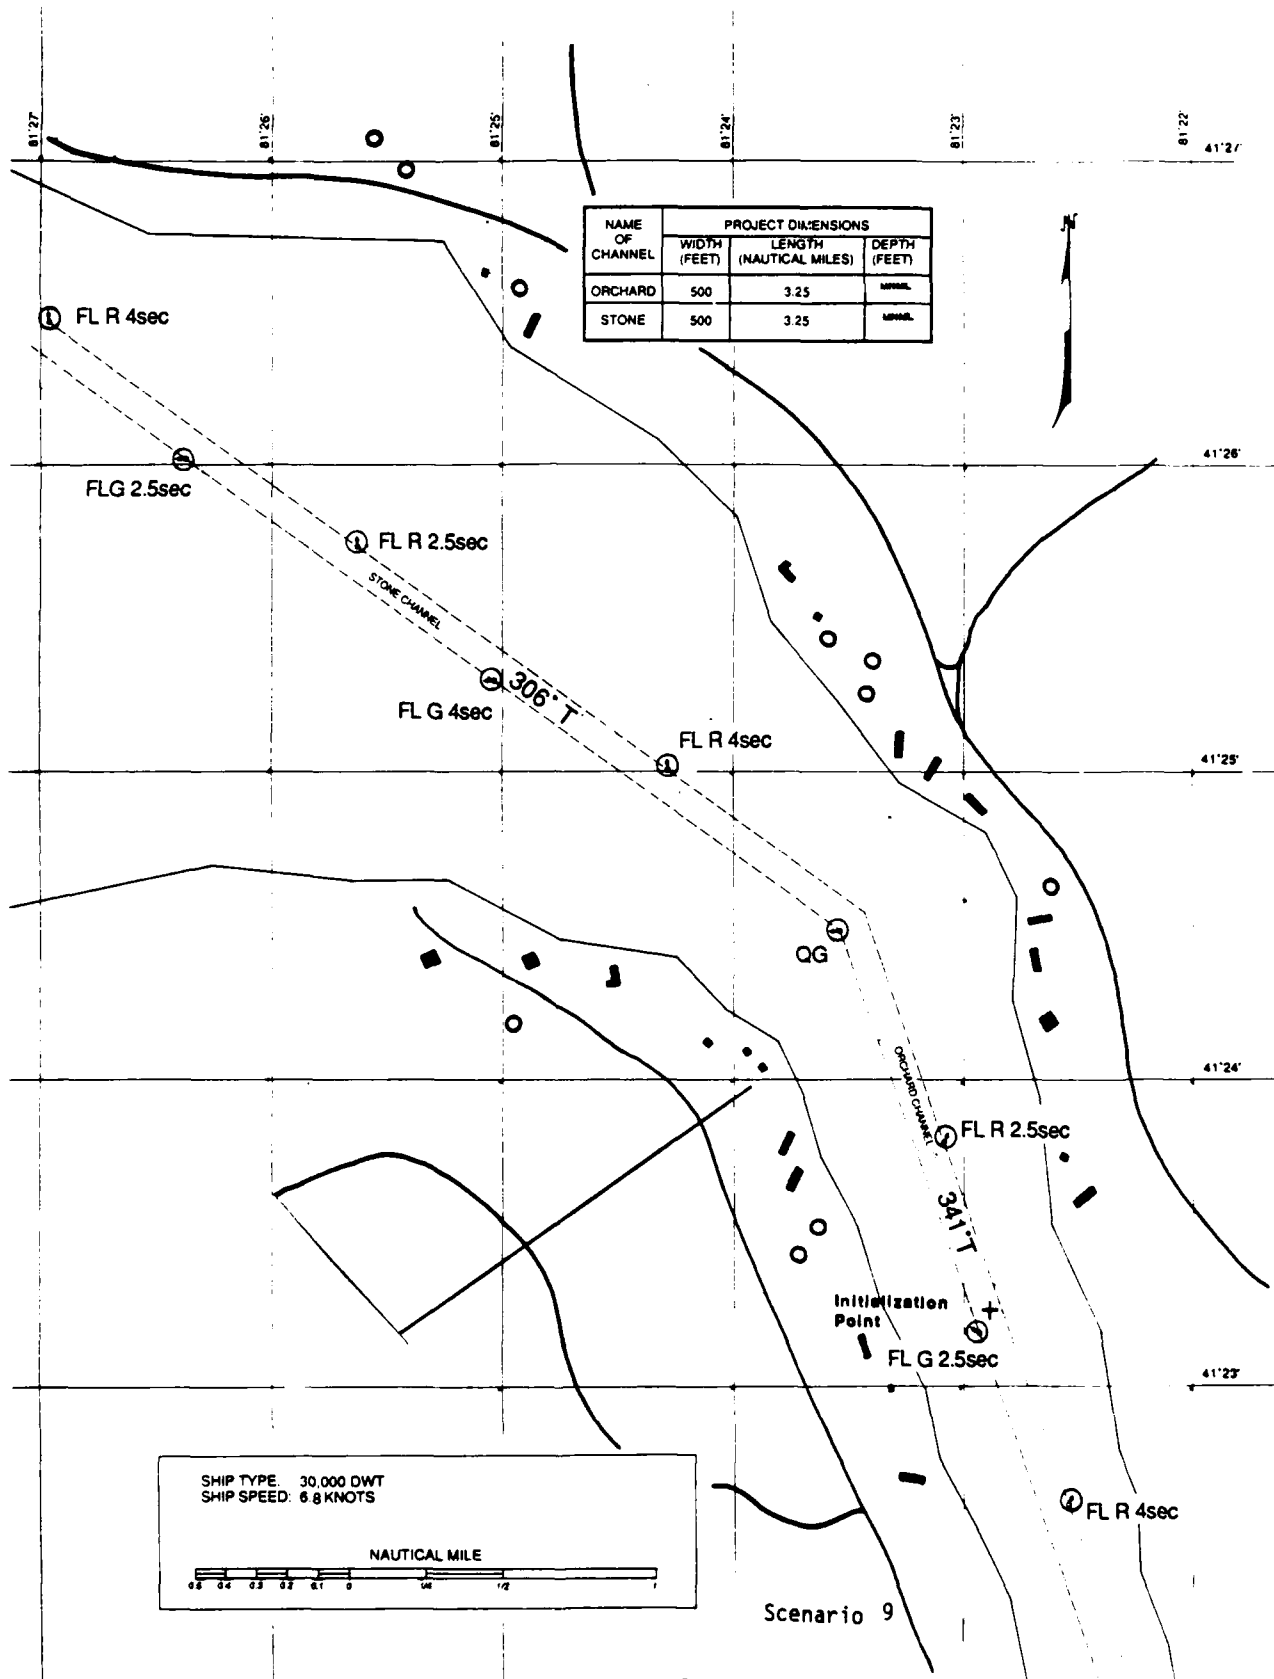 81°27'
81°26'
81°25'
81°24'
81°23'
81°22'
41°27'
NAME OF CHANNEL
PROJECT DIMENSIONS
WIDTH (FEET)
LENGTH (NAUTICAL MILES)
DEPTH (FEET)
ORCHARD 500 3.25
STONE 500 3.25
N
FL R 4sec
41°26'
FLG 2.5sec
FL R 2.5sec
STONE CHANNEL
306° T
FL G 4sec
FL R 4sec
41°25'
QG
ORCHARD CHANNEL
41°24'
FL R 2.5sec
341° T
Initialization
Point
FL G 2.5sec
41°23'
SHIP TYPE: 30,000 DWT
SHIP SPEED: 6.8 KNOTS
NAUTICAL MILE
0.5 0.4 0.3 0.2 0.1 0 1/4 1/2 1
FL R 4sec
Scenario 9